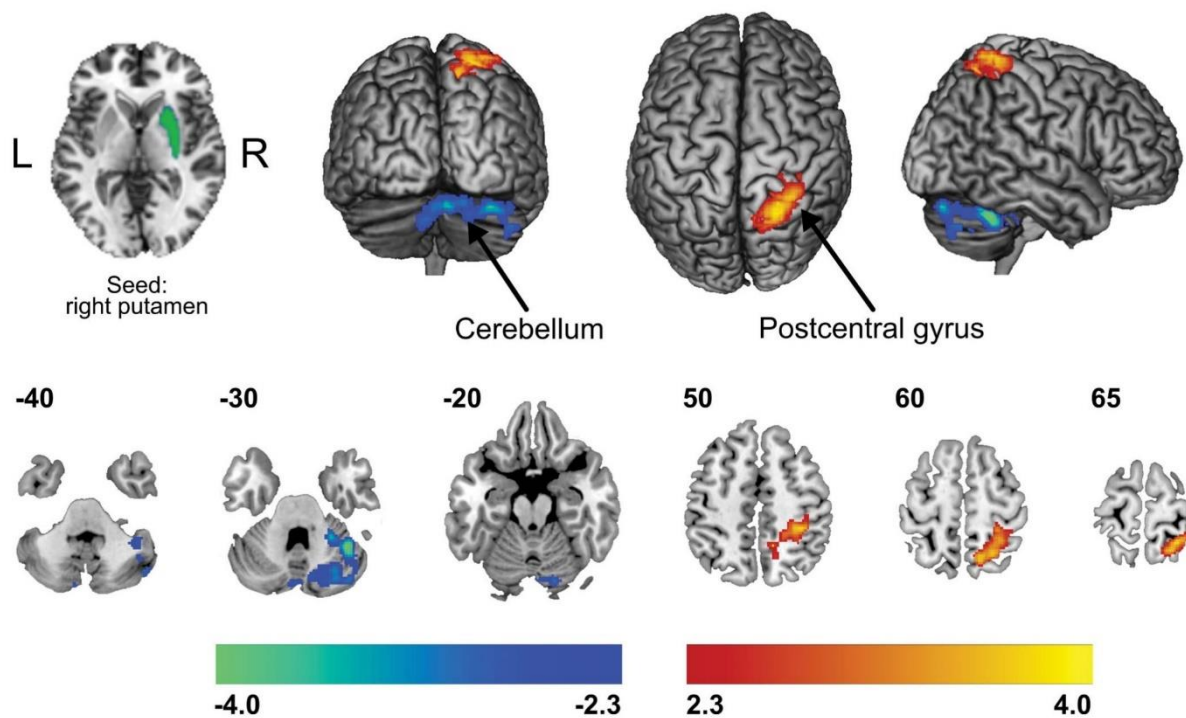 L
R
Seed:
right putamen
Cerebellum
Postcentral gyrus
-40
-30
-20
50
60
65
-4.0
-2.3
2.3
4.0